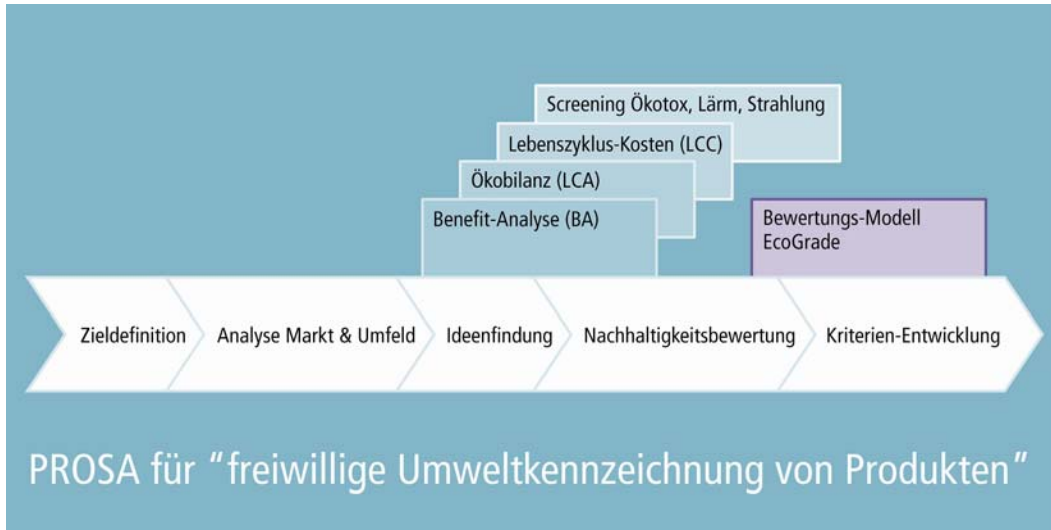 Screening Ökotox, Lärm, Strahlung
Lebenszyklus-Kosten (LCC)
Ökobilanz (LCA)
Benefit-Analyse (BA)
Bewertungs-Modell
EcoGrade
Zieldefinition
Analyse Markt & Umfeld
Ideenfindung
Nachhaltigkeitsbewertung
Kriterien-Entwicklung
PROSA für “freiwillige Umweltkennzeichnung von Produkten”